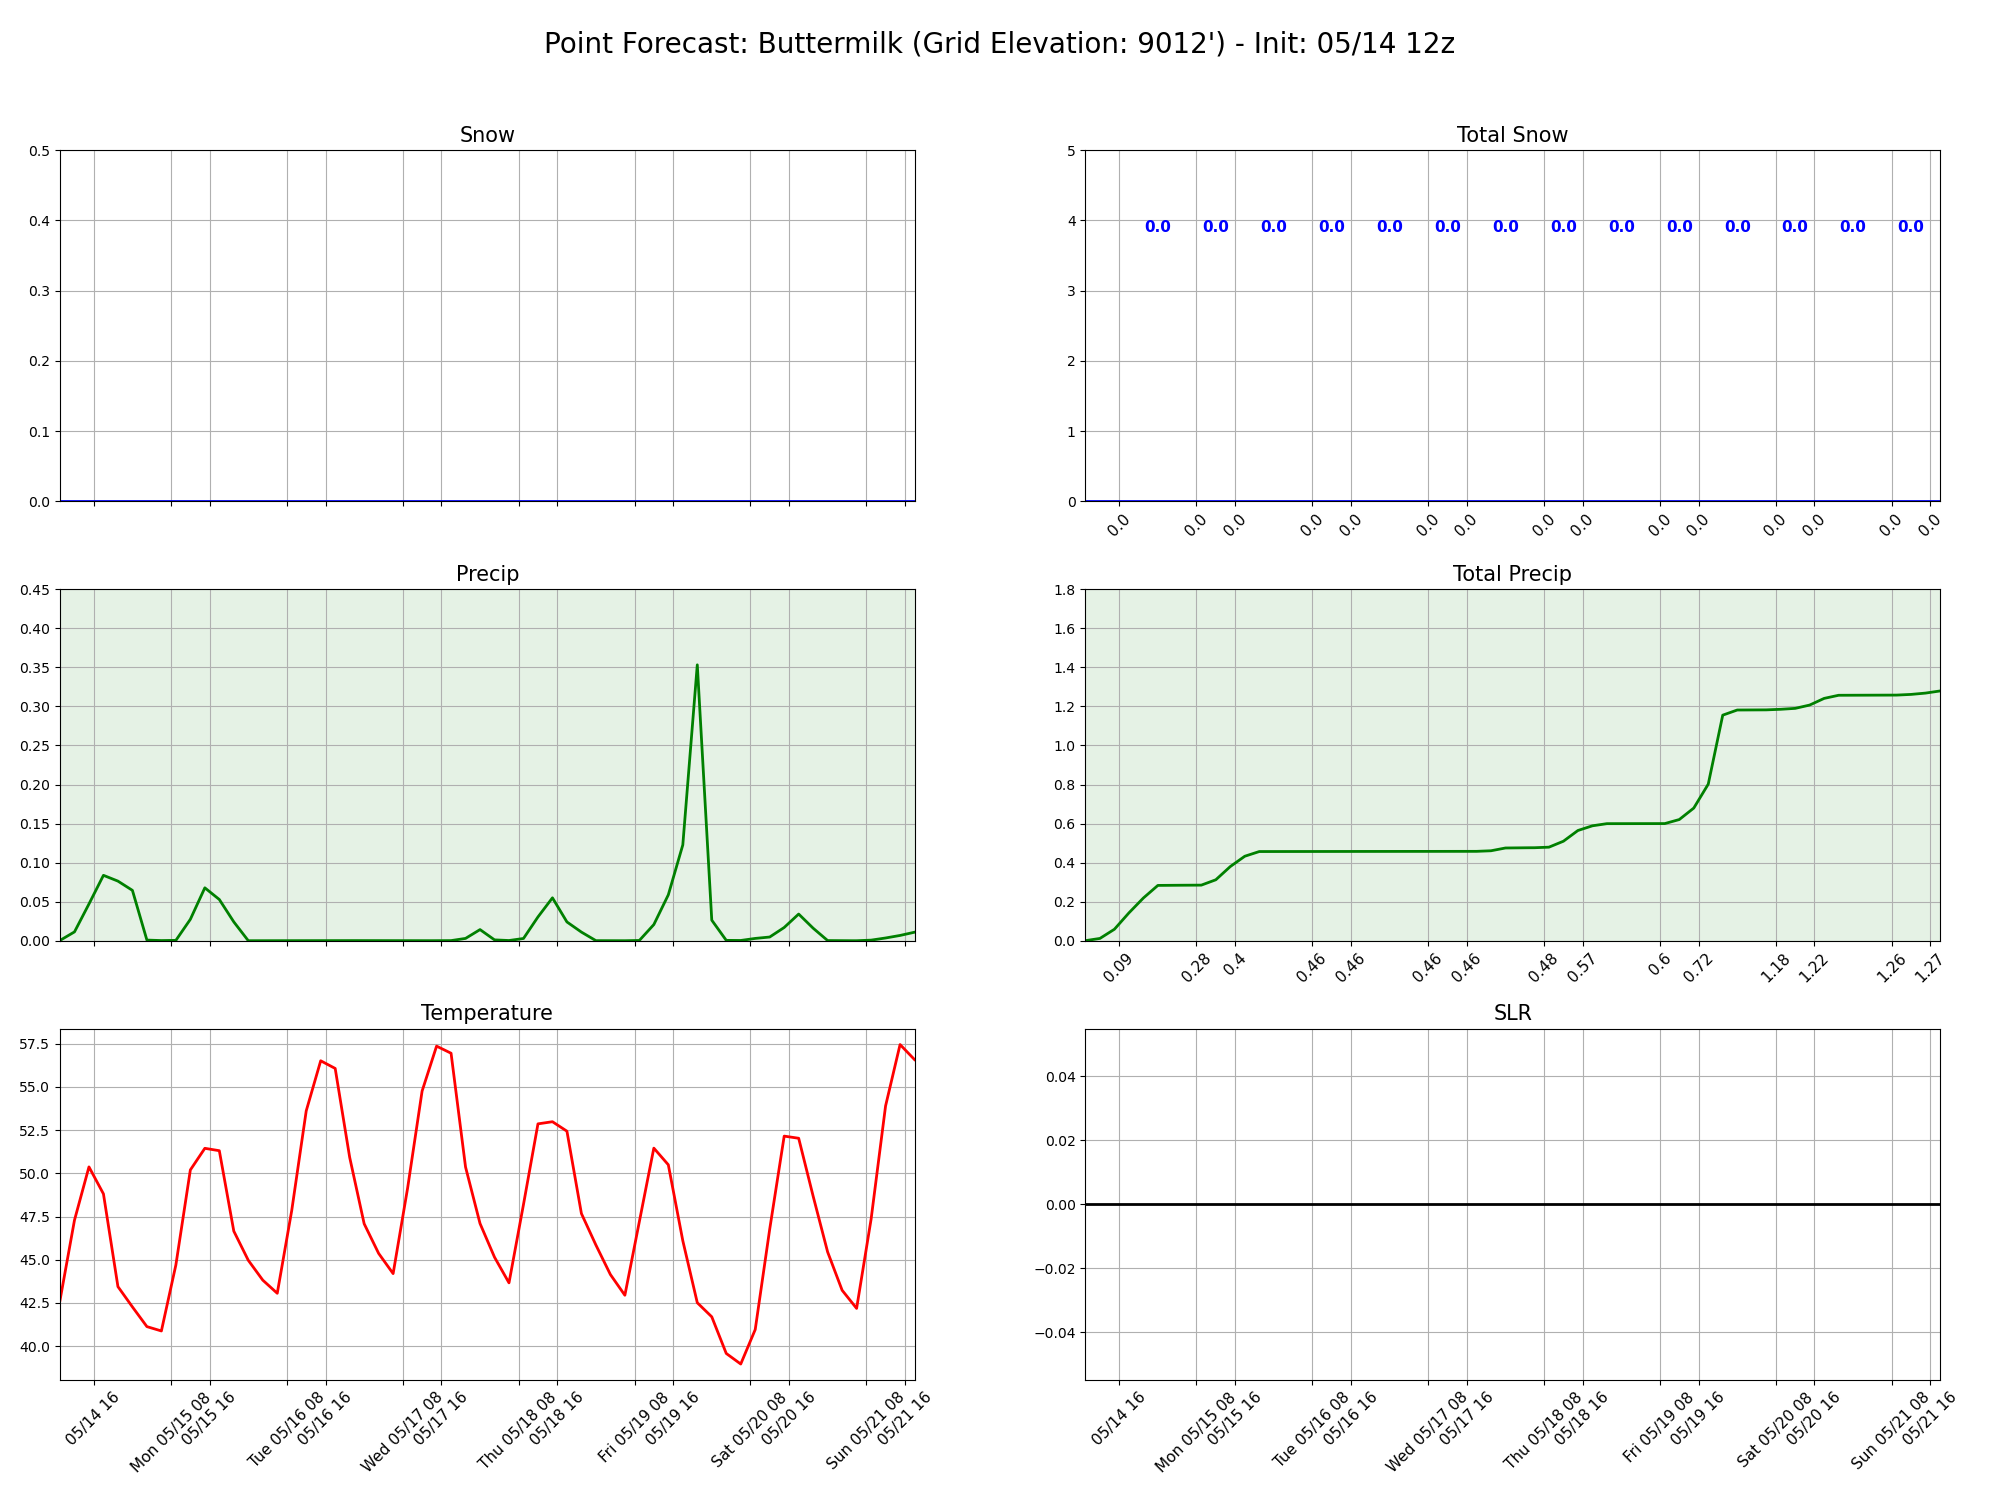 Point Forecast: Buttermilk (Grid Elevation: 9012') - Init: 05/14 12z
Snow
0.5
0.4
0.3
0.2
0.1
0.0
Total Snow
5
4
3
2
1
0
0.0 0.0 0.0 0.0 0.0 0.0 0.0 0.0 0.0 0.0 0.0 0.0 0.0 0.0
0.0 0.0 0.0 0.0 0.0 0.0 0.0 0.0 0.0 0.0 0.0 0.0 0.0 0.0 0.0
Precip
0.45
0.40
0.35
0.30
0.25
0.20
0.15
0.10
0.05
0.00
Total Precip
1.8
1.6
1.4
1.2
1.0
0.8
0.6
0.4
0.2
0.0
0.09 0.28 0.4 0.46 0.46 0.46 0.46 0.48 0.57 0.6 0.72 1.18 1.22 1.26 1.27
Temperature
57.5
55.0
52.5
50.0
47.5
45.0
42.5
40.0
05/14 16
Mon 05/15 08
05/15 16
Tue 05/16 08
05/16 16
Wed 05/17 08
05/17 16
Thu 05/18 08
05/18 16
Fri 05/19 08
05/19 16
Sat 05/20 08
05/20 16
Sun 05/21 08
05/21 16
SLR
0.04
0.02
0.00
−0.02
−0.04
05/14 16
Mon 05/15 08
05/15 16
Tue 05/16 08
05/16 16
Wed 05/17 08
05/17 16
Thu 05/18 08
05/18 16
Fri 05/19 08
05/19 16
Sat 05/20 08
05/20 16
Sun 05/21 08
05/21 16